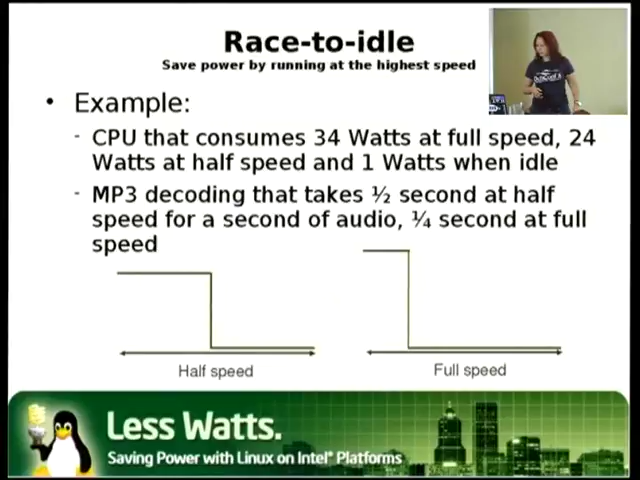 Race-to-idle
Save power by running at the highest speed
• Example:
- CPU that consumes 34 Watts at full speed, 24
Watts at half speed and 1 Watts when idle
- MP3 decoding that takes ½ second at half
speed for a second of audio, ¼ second at full
speed
Half speed
Full speed
Less Watts.
Saving Power with Linux on Intel® Platforms